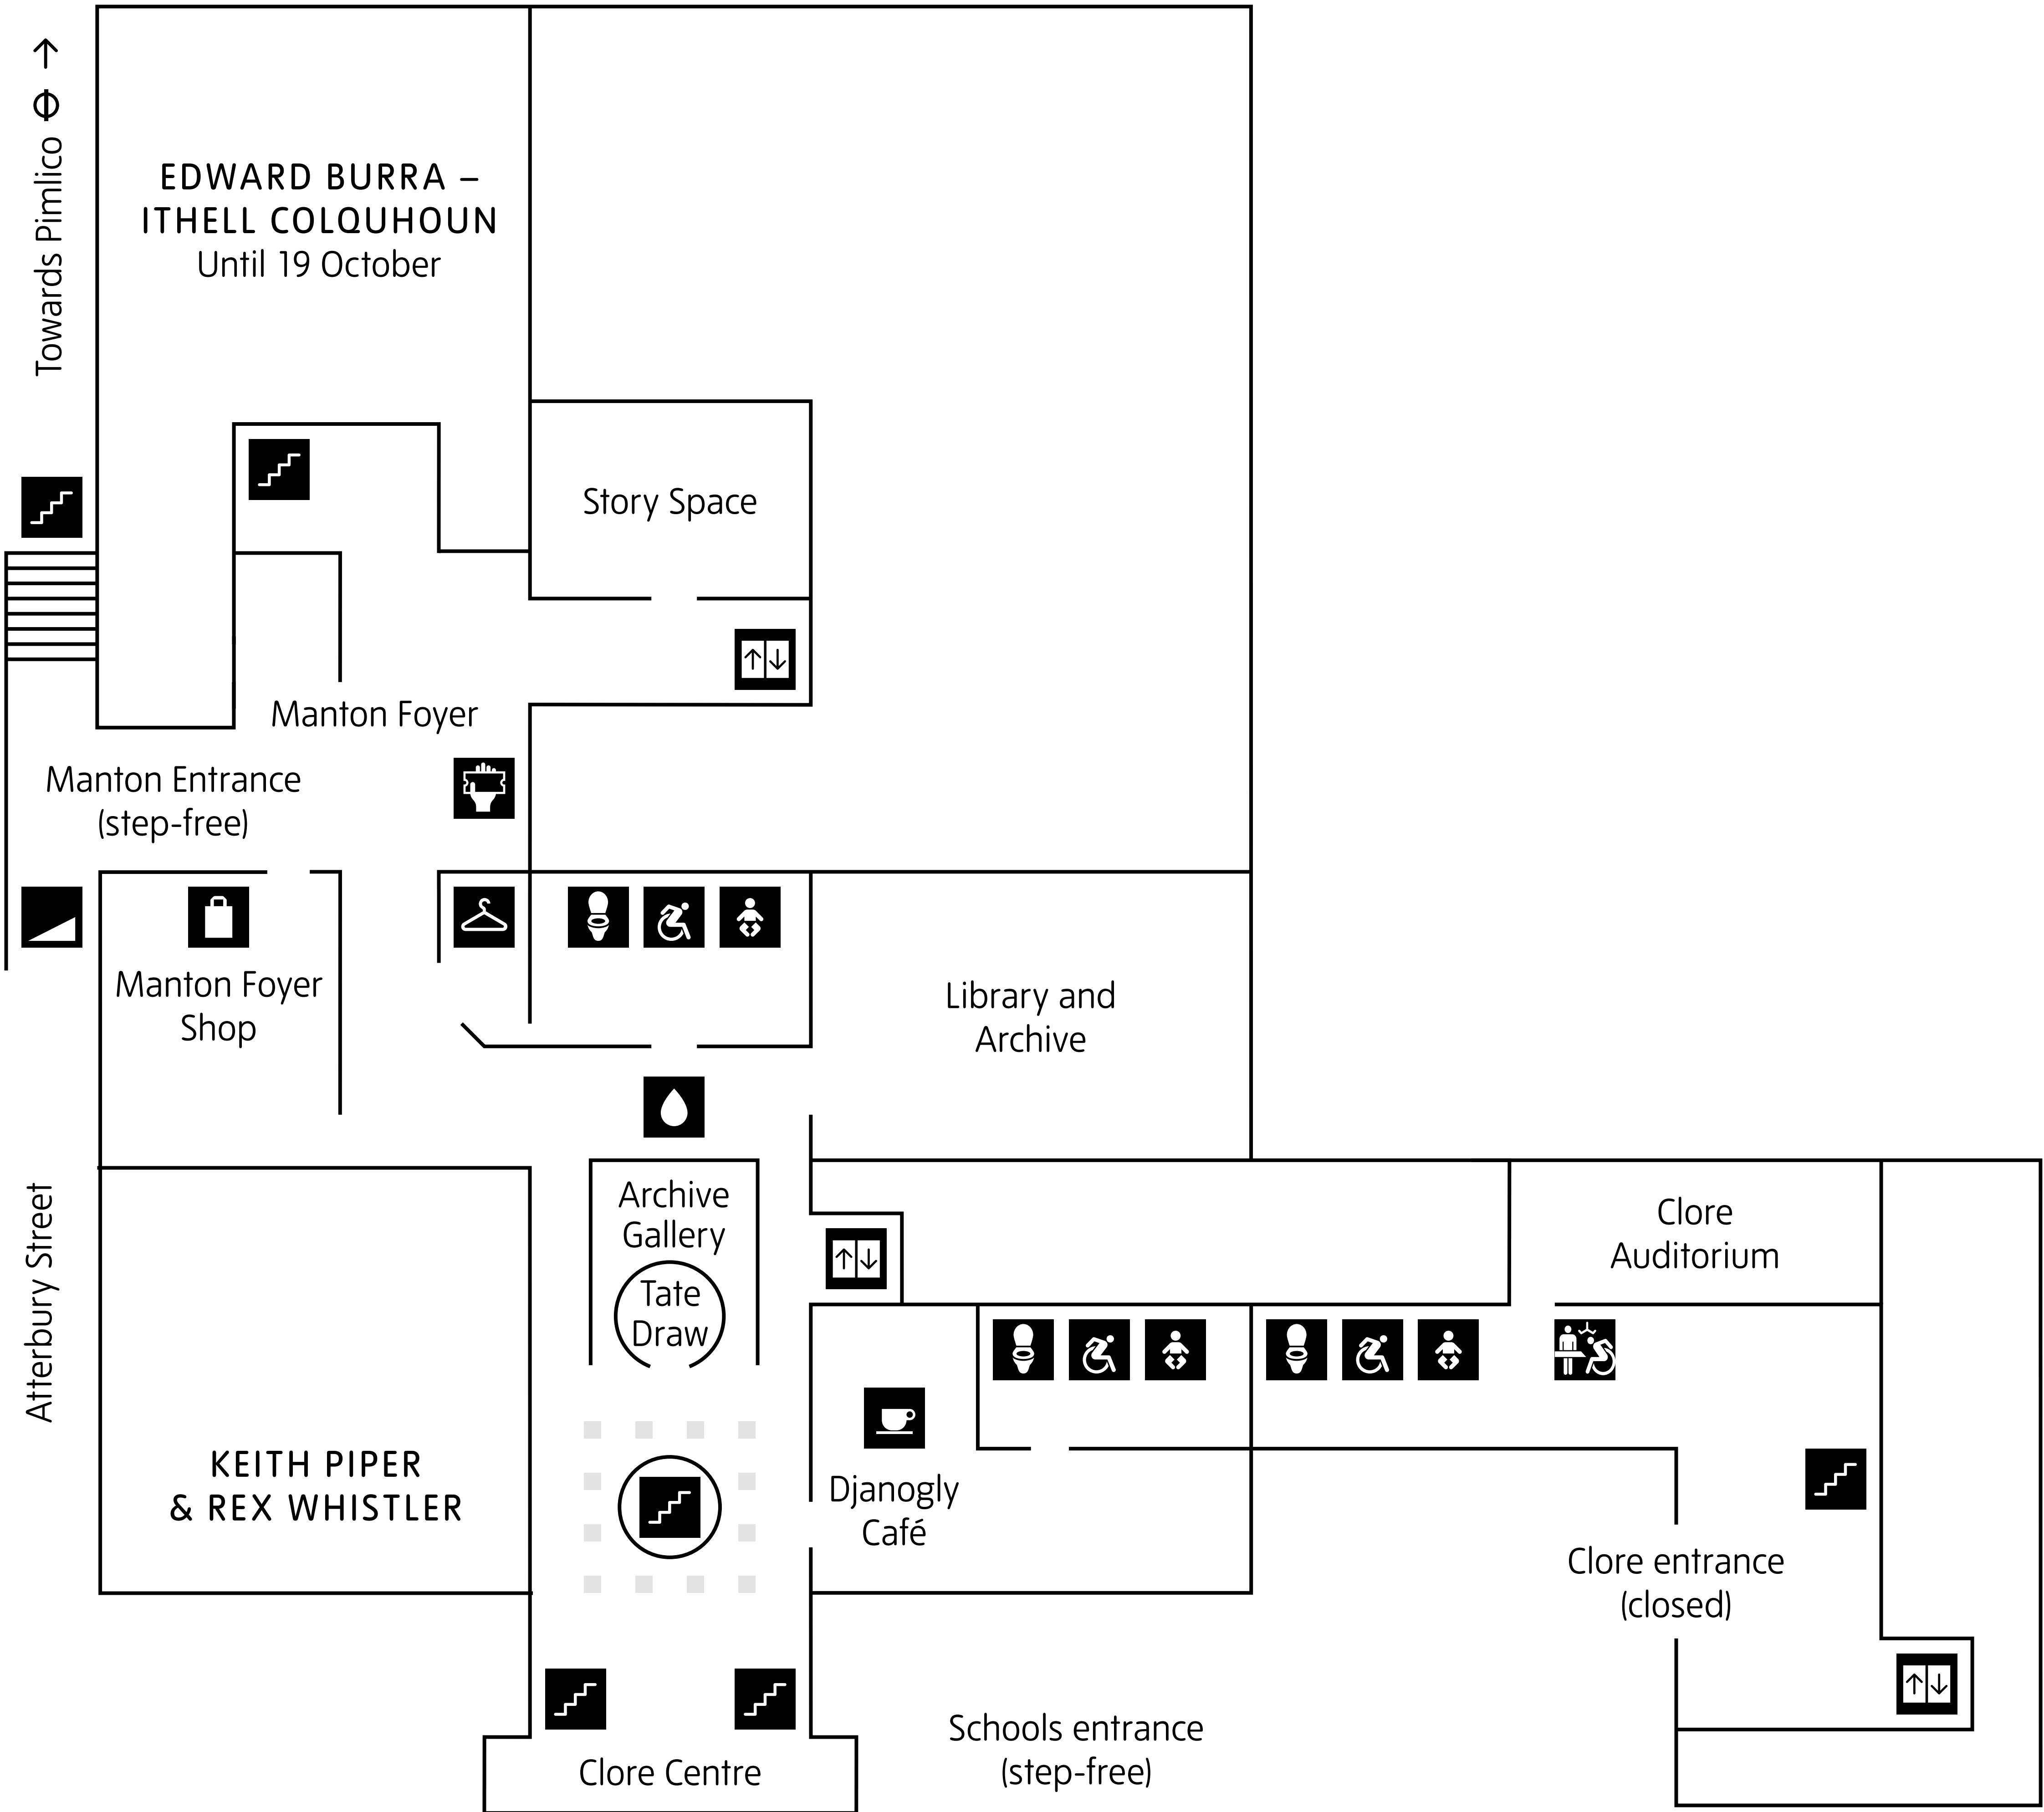 Towards Pimlico
EDWARD BURRA –
ITHELL COLQUHOUN
Until 19 October
Story Space
Manton Foyer
Manton Entrance
(step-free)
Manton Foyer
Shop
Library and
Archive
Atterbury Street
Archive
Gallery
Tate
Draw
Clore
Auditorium
KEITH PIPER
& REX WHISTLER
Djanogly
Café
Clore entrance
(closed)
Schools entrance
(step-free)
Clore Centre